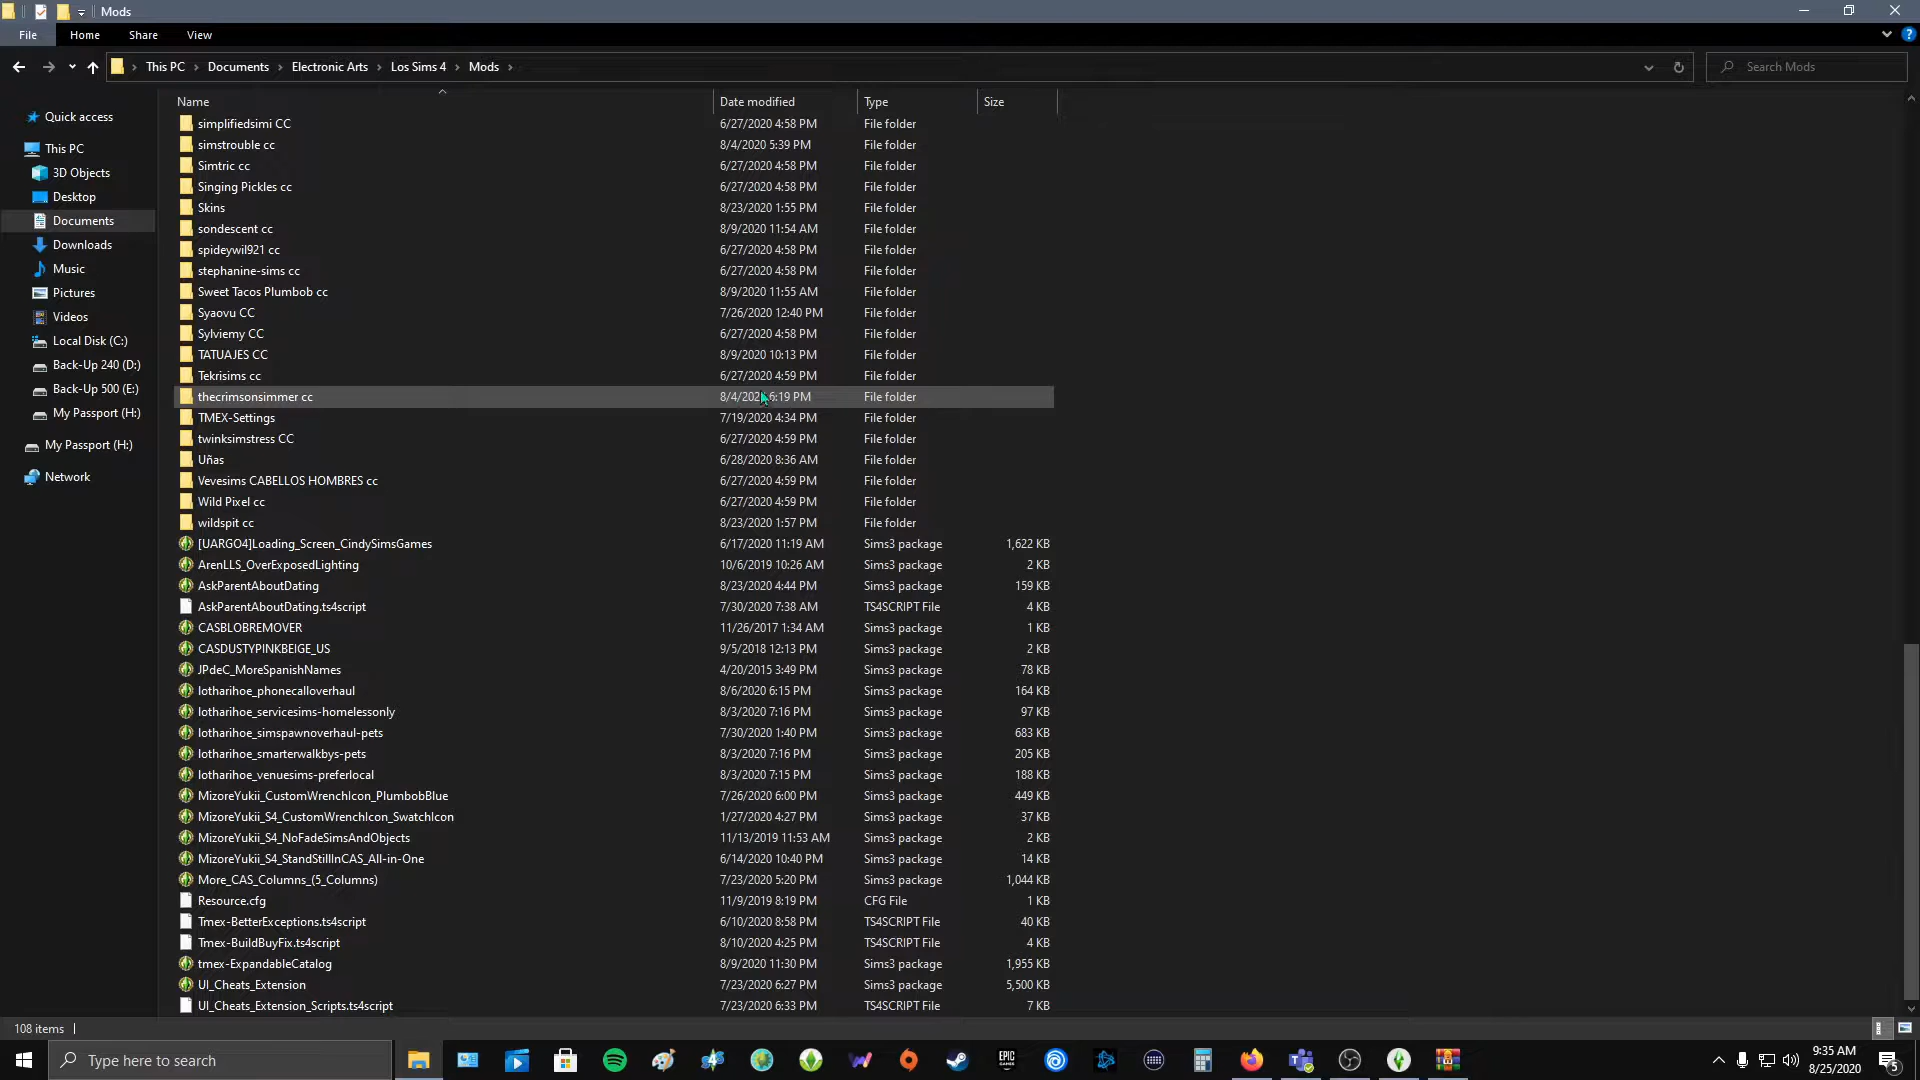 Mods
File Home Share View
This PC Documents Electronic Arts Los Sims 4 Mods Search Mods
Name Date modified Type Size
Quick access
This PC
3D Objects
Desktop
Documents
Downloads
Music
Pictures
Videos
Local Disk (C:)
Back-Up 240 (D:)
Back-Up 500 (E:)
My Passport (H:)
My Passport (H:)
Network
simplifiedsimi CC 6/27/2020 4:58 PM File folder
simstrouble cc 8/4/2020 5:39 PM File folder
Simtric cc 6/27/2020 4:58 PM File folder
Singing Pickles cc 6/27/2020 4:58 PM File folder
Skins 8/23/2020 1:55 PM File folder
sondescent cc 8/9/2020 11:54 AM File folder
spideywil921 cc 6/27/2020 4:58 PM File folder
stephanine-sims cc 6/27/2020 4:58 PM File folder
Sweet Tacos Plumbob cc 8/9/2020 11:55 AM File folder
Syaovu CC 7/26/2020 12:40 PM File folder
Sylviemy CC 6/27/2020 4:58 PM File folder
TATUAJES CC 8/9/2020 10:13 PM File folder
Tekrisims cc 6/27/2020 4:59 PM File folder
thecrimsonsimmer cc 6:19 PM File folder
TMEX-Settings 7/19/2020 4:34 PM File folder
twinksimstress CC 6/27/2020 4:59 PM File folder
Uñas 6/28/2020 8:36 AM File folder
Vevesims CABELLOS HOMBRES cc 6/27/2020 4:59 PM File folder
Wild Pixel cc 6/27/2020 4:59 PM File folder
wildspit cc 8/23/2020 1:57 PM File folder
[UARGO4]Loading_Screen_CindySimsGames 6/17/2020 11:19 AM Sims3 package 1,622 KB
ArenLLS_OverExposedLighting 10/6/2019 10:26 AM Sims3 package 2 KB
AskParentAboutDating 8/23/2020 4:44 PM Sims3 package 159 KB
AskParentAboutDating.ts4script 7/30/2020 7:38 AM TS4SCRIPT File 4 KB
CASBLOBREMOVER 11/26/2017 1:34 AM Sims3 package 1 KB
CASDUSTYPINKBEIGE_US 9/5/2018 12:13 PM Sims3 package 2 KB
JPdeC_MoreSpanishNames 4/20/2015 3:49 PM Sims3 package 78 KB
lotharihoe_phonecalloverhaul 8/6/2020 6:15 PM Sims3 package 164 KB
lotharihoe_servicesims-homelessonly 8/3/2020 7:16 PM Sims3 package 97 KB
lotharihoe_simspawnoverhaul-pets 7/30/2020 1:40 PM Sims3 package 683 KB
lotharihoe_smarterwalkbys-pets 8/3/2020 7:16 PM Sims3 package 205 KB
lotharihoe_venuesims-preferlocal 8/3/2020 7:15 PM Sims3 package 188 KB
MizoreYukii_CustomWrenchIcon_PlumbobBlue 7/26/2020 6:00 PM Sims3 package 449 KB
MizoreYukii_S4_CustomWrenchIcon_SwatchIcon 1/27/2020 4:27 PM Sims3 package 37 KB
MizoreYukii_S4_NoFadeSimsAndObjects 11/13/2019 11:53 AM Sims3 package 2 KB
MizoreYukii_S4_StandStillInCAS_All-in-One 6/14/2020 10:40 PM Sims3 package 14 KB
More_CAS_Columns_(5_Columns) 7/23/2020 5:20 PM Sims3 package 1,044 KB
Resource.cfg 11/9/2019 8:19 PM CFG File 1 KB
Tmex-BetterExceptions.ts4script 6/10/2020 8:58 PM TS4SCRIPT File 40 KB
Tmex-BuildBuyFix.ts4script 8/10/2020 4:25 PM TS4SCRIPT File 4 KB
tmex-ExpandableCatalog 8/9/2020 11:30 PM Sims3 package 1,955 KB
UI_Cheats_Extension 7/23/2020 6:27 PM Sims3 package 5,500 KB
UI_Cheats_Extension_Scripts.ts4script 7/23/2020 6:33 PM TS4SCRIPT File 7 KB
108 items
Type here to search EPIC GAMES 9:35 AM
8/25/2020 5